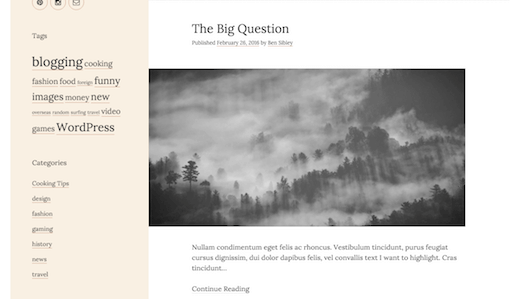 Tags
blogging cooking
fashion food foreign funny
images money new
overseas random surfing travel video
games WordPress
Categories
Cooking Tips
design
fashion
gaming
history
news
travel
The Big Question
Published February 26, 2016 by Ben Sibley
Nullam condimentum eget felis ac rhoncus. Vestibulum tincidunt, purus feugiat
cursus dignissim, dui dolor dapibus felis, vel convallis text I want to highlight. Cras
tincidunt...
Continue Reading